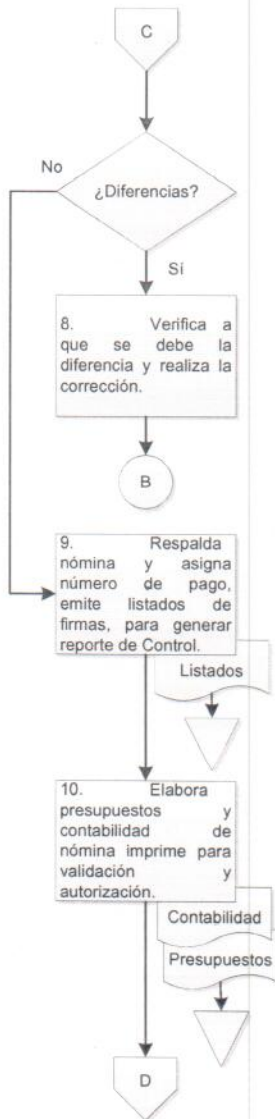 C
No
¿Diferencias?
Sí
8. Verifica a
que se debe la
diferencia y realiza la
corrección.
B
9. Respalda
nómina y asigna
número de pago,
emite listados de
firmas, para generar
reporte de Control.
Listados
10. Elabora
presupuestos y
contabilidad de
nómina imprime para
validación y
autorización.
Contabilidad
Presupuestos
D